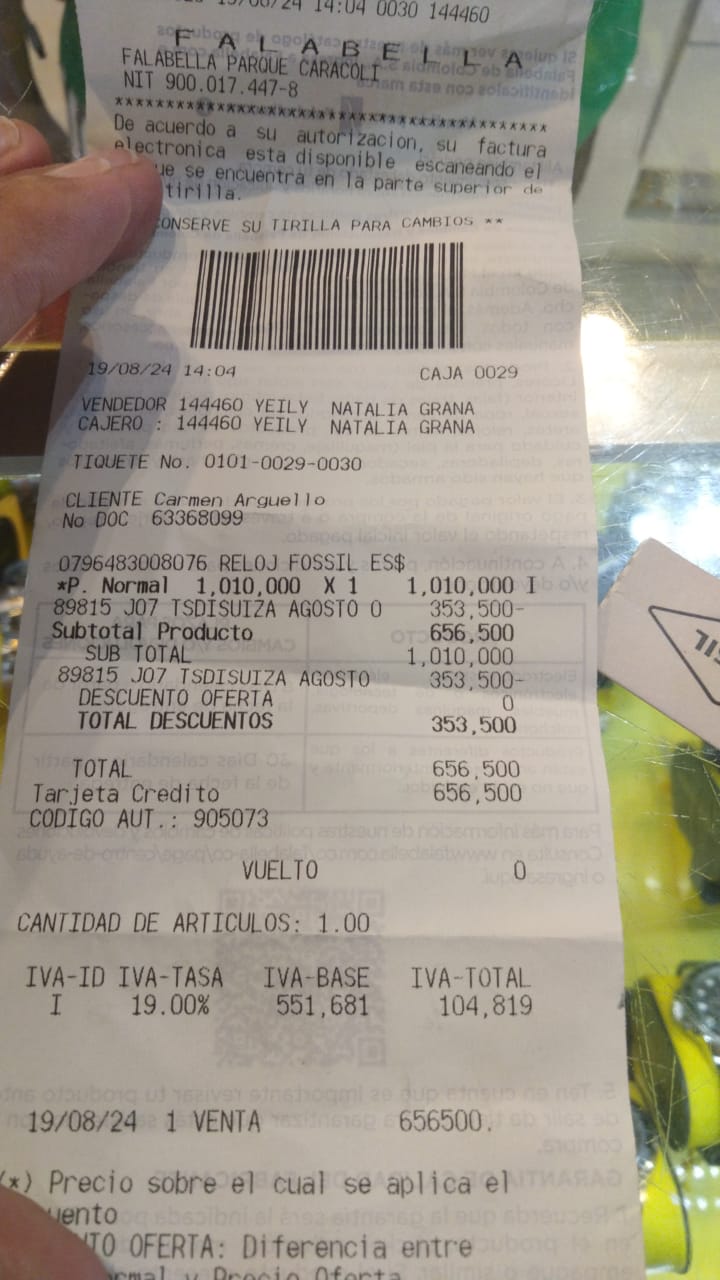 19/08/24 14:04 0030 144460
F A L A B E L L A
FALABELLA PARQUE CARACOLI
NIT 900.017.447-8
*******************************************
De acuerdo a su autorizacion, su factura
electronica esta disponible escaneando el
ue se encuentra en la parte superior de
tirilla.
CONSERVE SU TIRILLA PARA CAMBIOS **
19/08/24 14:04 CAJA 0029
VENDEDOR 144460 YEILY NATALIA GRANA
CAJERO : 144460 YEILY NATALIA GRANA
TIQUETE No. 0101-0029-0030
CLIENTE Carmen Arguello
No DOC 63368099
0796483008076 RELOJ FOSSIL ES$
*P. Normal 1,010,000 X 1 1,010,000 I
89815 J07 TSDISUIZA AGOSTO 0 353,500-
Subtotal Producto 656,500
SUB TOTAL 1,010,000
89815 J07 TSDISUIZA AGOSTO 353,500-
DESCUENTO OFERTA 0
TOTAL DESCUENTOS 353,500
TOTAL 656,500
Tarjeta Credito 656,500
CODIGO AUT.: 905073
VUELTO 0
CANTIDAD DE ARTICULOS: 1.00
IVA-ID IVA-TASA IVA-BASE IVA-TOTAL
I 19.00% 551,681 104,819
19/08/24 1 VENTA 656500.
(*) Precio sobre el cual se aplica el
uento
NTO OFERTA: Diferencia entre
ormal y Precio Oferta